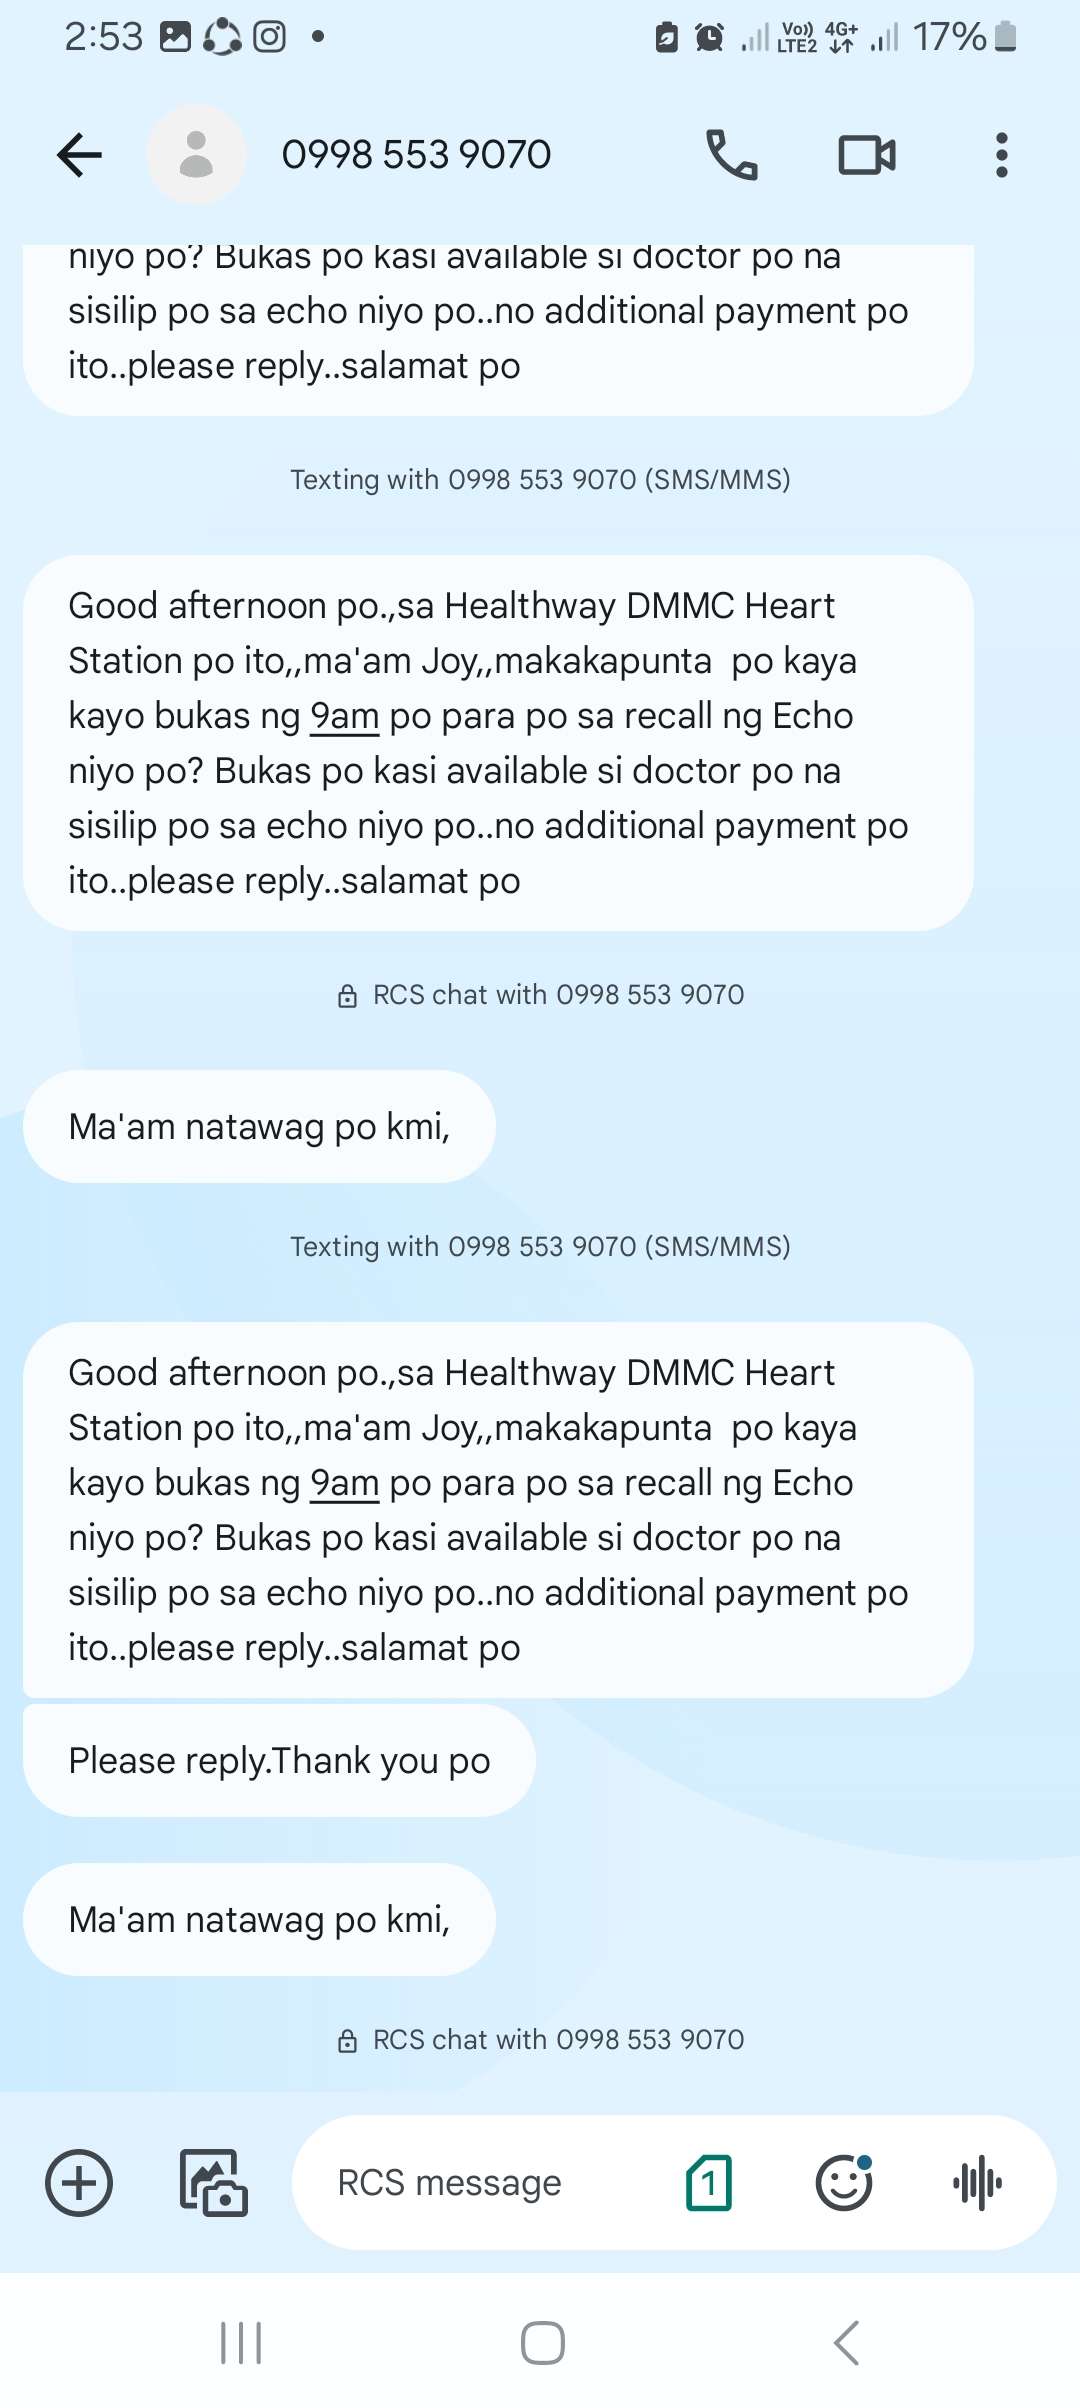 2:53
Vo)) LTE2 4G+ 17%
0998 553 9070
niyo po? Bukas po kasi available si doctor po na
sisilip po sa echo niyo po..no additional payment po
ito..please reply..salamat po
Texting with 0998 553 9070 (SMS/MMS)
Good afternoon po.,sa Healthway DMMC Heart
Station po ito,,ma'am Joy,,makakapunta  po kaya
kayo bukas ng 9am po para po sa recall ng Echo
niyo po? Bukas po kasi available si doctor po na
sisilip po sa echo niyo po..no additional payment po
ito..please reply..salamat po
RCS chat with 0998 553 9070
Ma'am natawag po kmi,
Texting with 0998 553 9070 (SMS/MMS)
Good afternoon po.,sa Healthway DMMC Heart
Station po ito,,ma'am Joy,,makakapunta  po kaya
kayo bukas ng 9am po para po sa recall ng Echo
niyo po? Bukas po kasi available si doctor po na
sisilip po sa echo niyo po..no additional payment po
ito..please reply..salamat po
Please reply.Thank you po
Ma'am natawag po kmi,
RCS chat with 0998 553 9070
RCS message 1